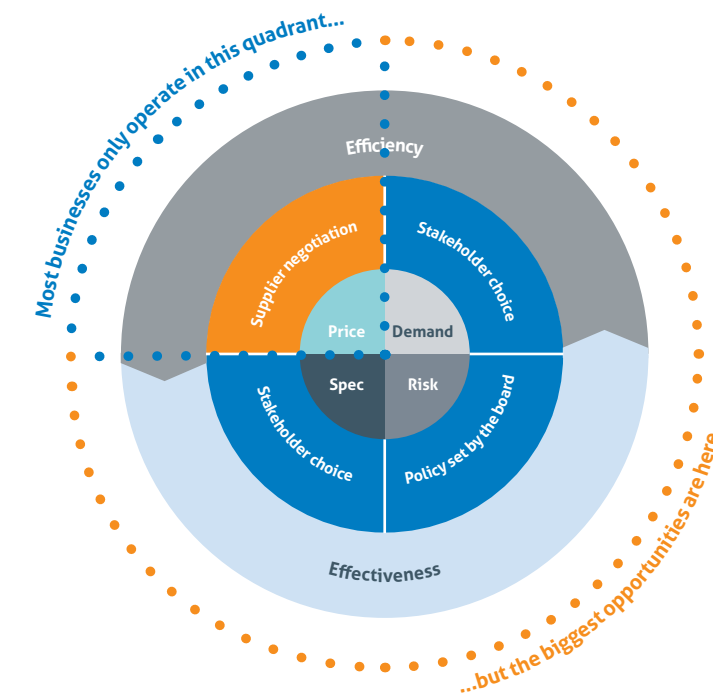 Most businesses only operate in this quadrant...
Efficiency
Supplier negotiation
Stakeholder choice
Price
Demand
Spec
Risk
Stakeholder choice
Policy set by the board
Effectiveness
...but the biggest opportunities are here